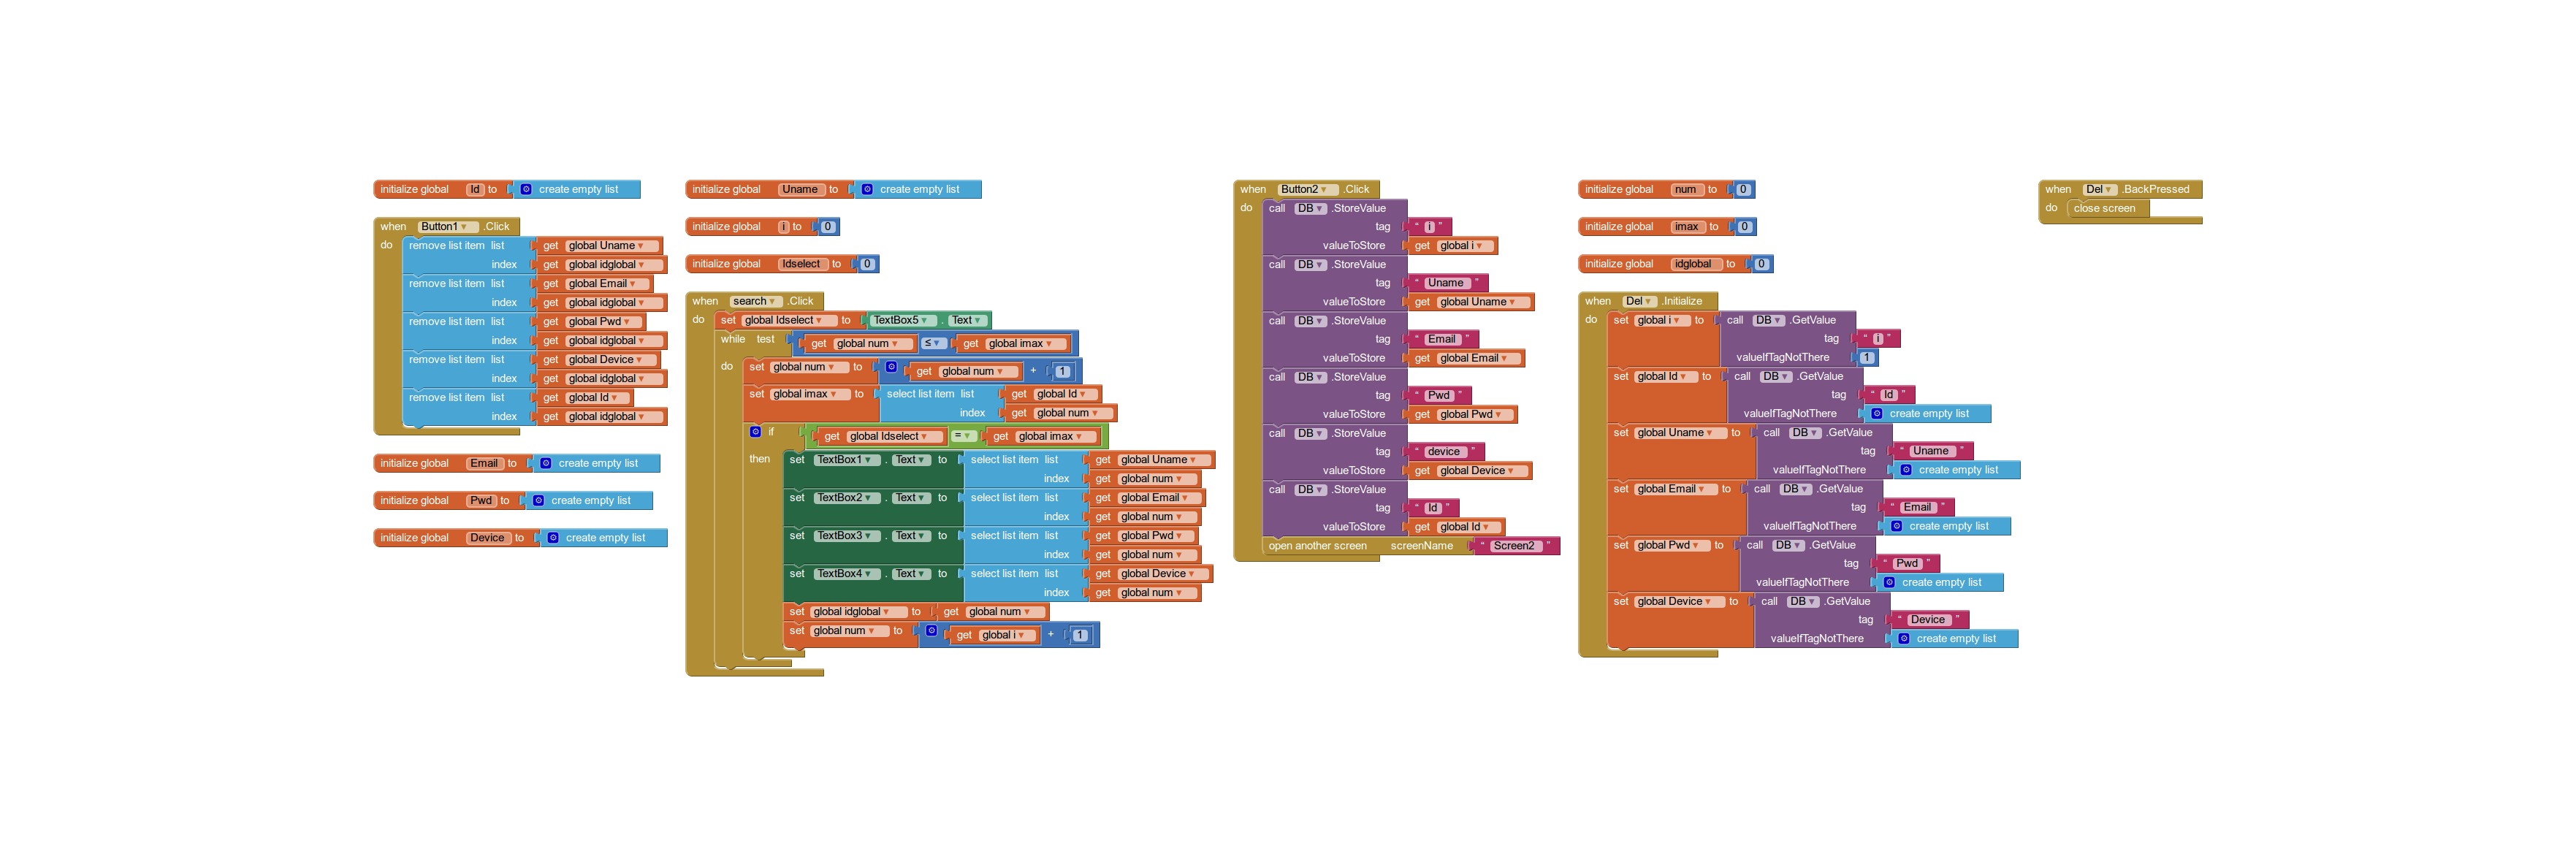 initialize global Id to create empty list
when Button1 .Click
do remove list item list get global Uname
index get global idglobal
remove list item list get global Email
index get global idglobal
remove list item list get global Pwd
index get global idglobal
remove list item list get global Device
index get global idglobal
remove list item list get global Id
index get global idglobal
initialize global Email to create empty list
initialize global Pwd to create empty list
initialize global Device to create empty list
initialize global Uname to create empty list
initialize global i to 0
initialize global Idselect to 0
when search .Click
do set global Idselect to TextBox5 . Text
while test get global num ≤ get global imax
do set global num to get global num + 1
set global imax to select list item list get global Id
index get global num
if get global Idselect = get global imax
then set TextBox1 . Text to select list item list get global Uname
index get global num
set TextBox2 . Text to select list item list get global Email
index get global num
set TextBox3 . Text to select list item list get global Pwd
index get global num
set TextBox4 . Text to select list item list get global Device
index get global num
set global idglobal to get global num
set global num to get global i + 1
when Button2 .Click
do call DB .StoreValue
tag “ i ”
valueToStore get global i
call DB .StoreValue
tag “ Uname ”
valueToStore get global Uname
call DB .StoreValue
tag “ Email ”
valueToStore get global Email
call DB .StoreValue
tag “ Pwd ”
valueToStore get global Pwd
call DB .StoreValue
tag “ device ”
valueToStore get global Device
call DB .StoreValue
tag “ Id ”
valueToStore get global Id
open another screen screenName “ Screen2 ”
initialize global num to 0
initialize global imax to 0
initialize global idglobal to 0
when Del .Initialize
do set global i to call DB .GetValue
tag “ i ”
valueIfTagNotThere 1
set global Id to call DB .GetValue
tag “ Id ”
valueIfTagNotThere create empty list
set global Uname to call DB .GetValue
tag “ Uname ”
valueIfTagNotThere create empty list
set global Email to call DB .GetValue
tag “ Email ”
valueIfTagNotThere create empty list
set global Pwd to call DB .GetValue
tag “ Pwd ”
valueIfTagNotThere create empty list
set global Device to call DB .GetValue
tag “ Device ”
valueIfTagNotThere create empty list
when Del .BackPressed
do close screen